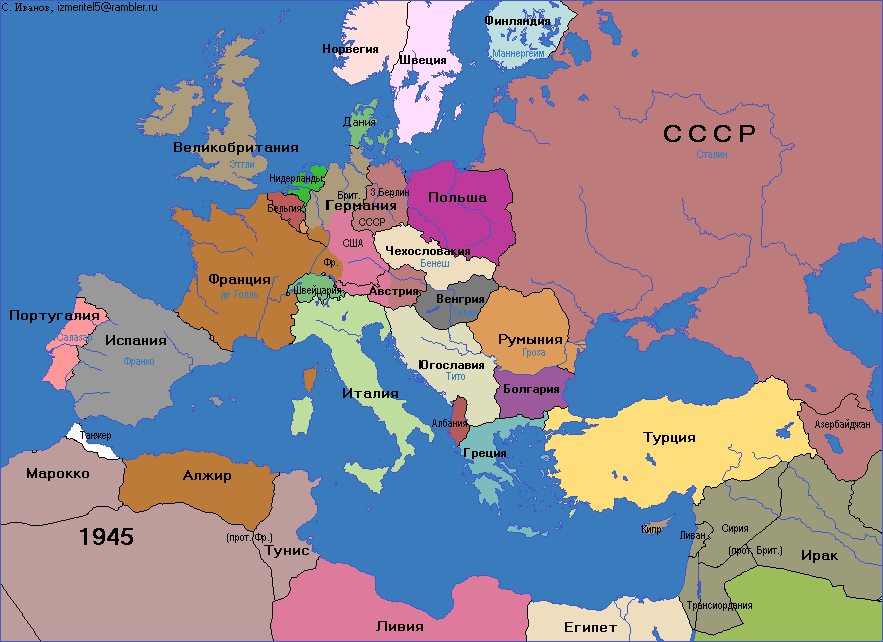 С. Иванов, izmeritel5@rambler.ru
Норвегия
Швеция
Финляндия
Маннергейм
Дания
СССР
Сталин
Великобритания
Эттли
Нидерланды
Бельгия
Брит.
З.Берлин
Германия
СССР
США
Фр.
Польша
Чехословакия
Бенеш
Франция
де Голль
Швейцария
Австрия
Венгрия
Румыния
Гроза
Португалия
Салазар
Испания
Франко
Югославия
Тито
Болгария
Италия
Албания
Греция
Турция
Азербайджан
Танжер
Марокко
Алжир
1945
(прот. Фр.)
Тунис
Кипр
Ливан
Сирия
(прот. Брит.)
Ирак
Трансиордания
Ливия
Египет